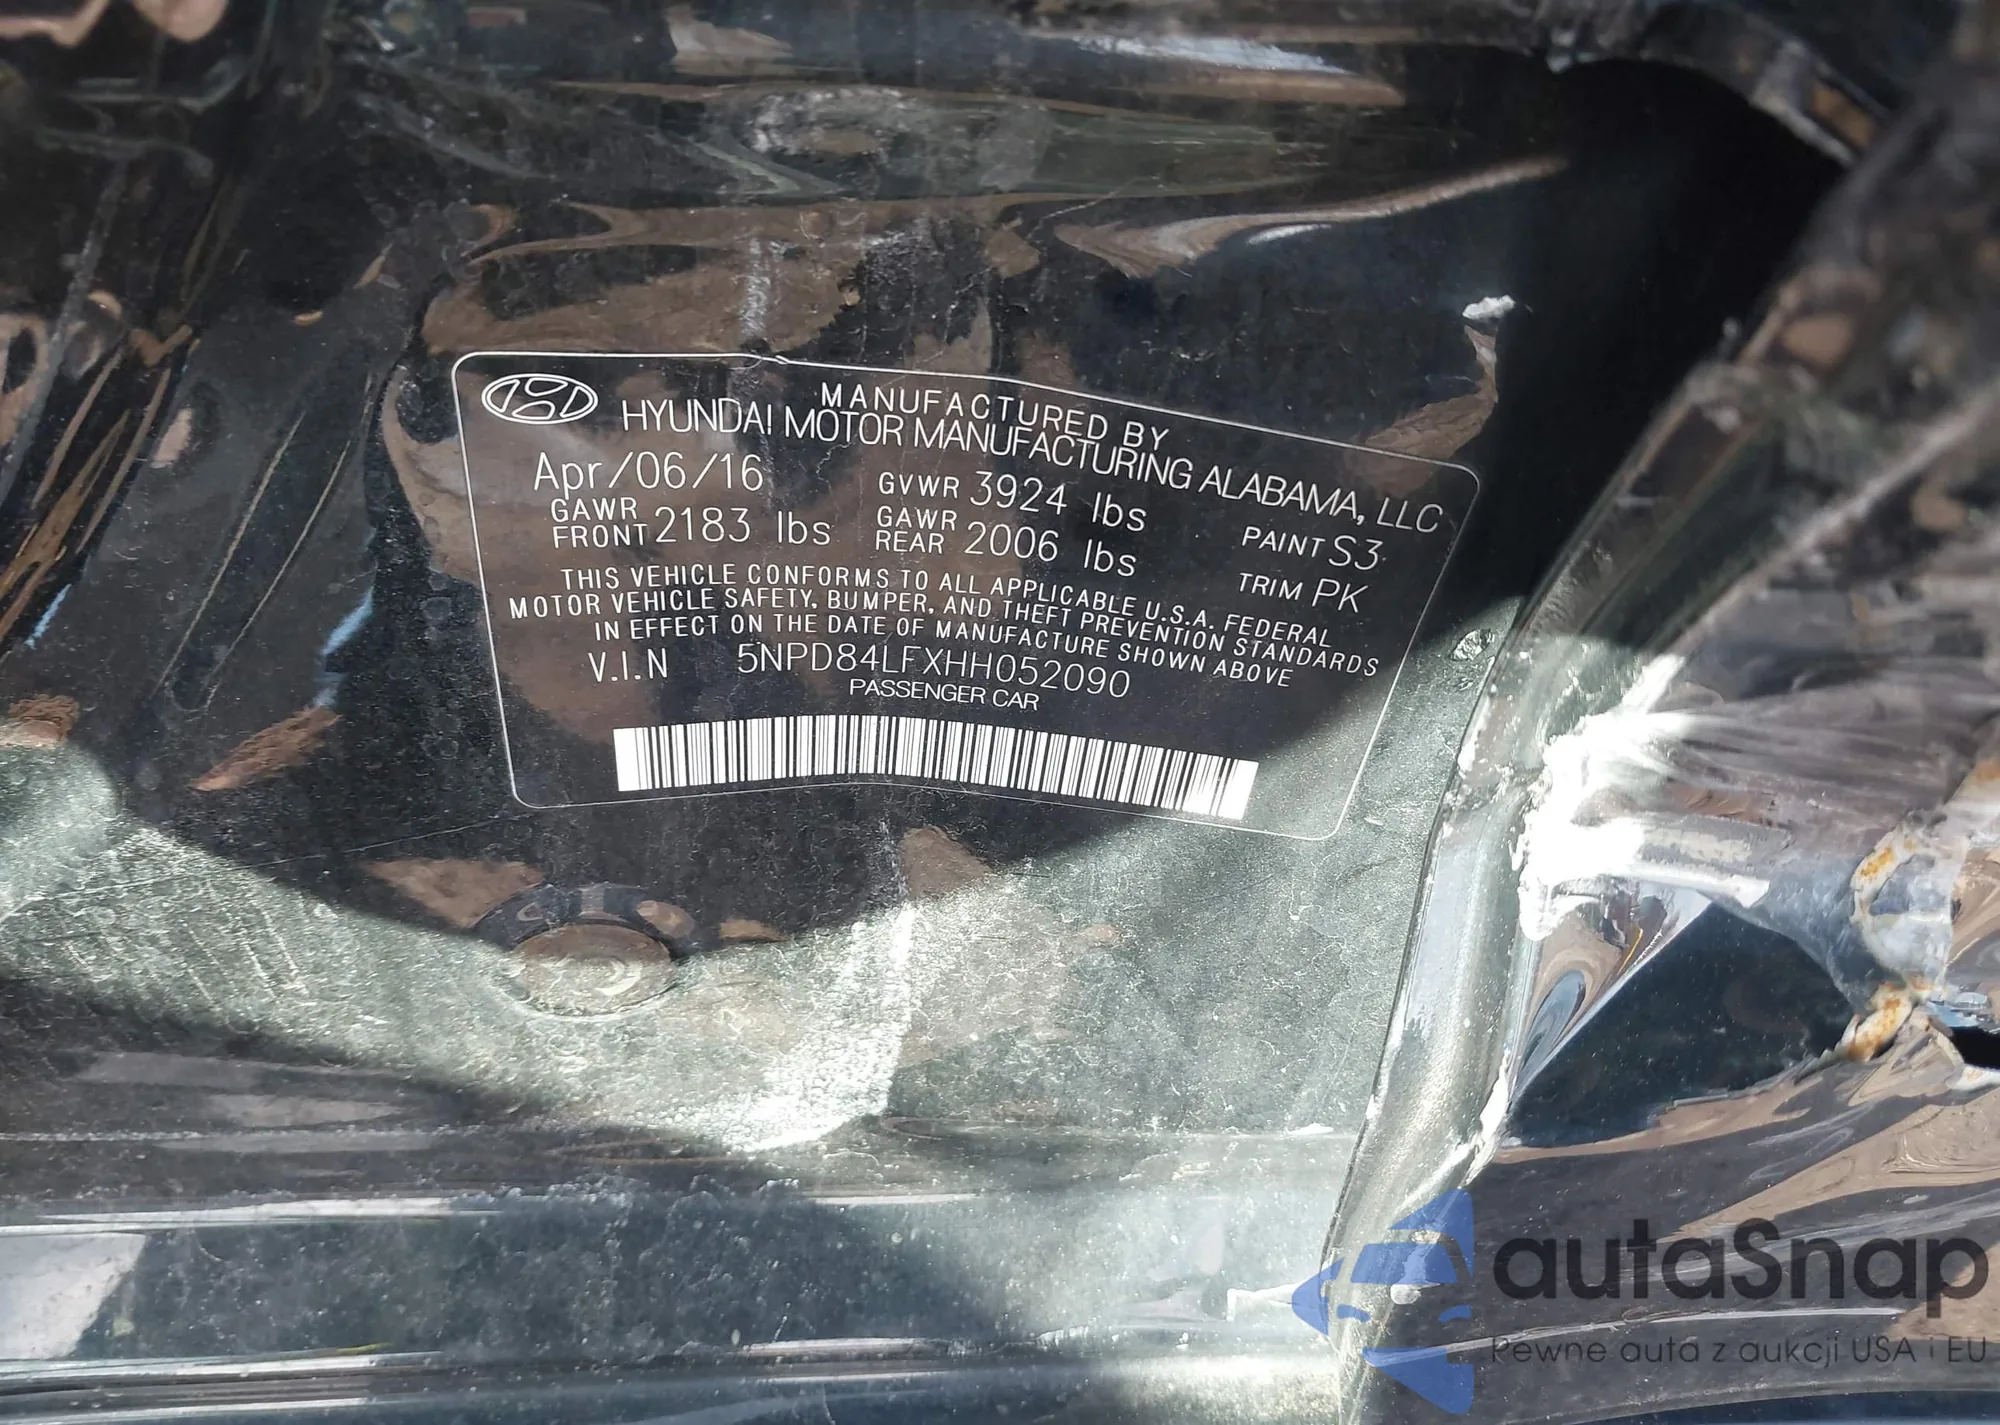 MANUFACTURED BY
HYUNDAI MOTOR MANUFACTURING ALABAMA, LLC
Apr/06/16 GVWR 3924 lbs
GAWR FRONT 2183 lbs GAWR REAR 2006 lbs PAINT S3
TRIM PK
THIS VEHICLE CONFORMS TO ALL APPLICABLE U.S.A. FEDERAL
MOTOR VEHICLE SAFETY, BUMPER, AND THEFT PREVENTION STANDARDS
IN EFFECT ON THE DATE OF MANUFACTURE SHOWN ABOVE
V.I.N 5NPD84LFXHH052090
PASSENGER CAR
autaSnap
Pewne auta z aukcji USA i EU